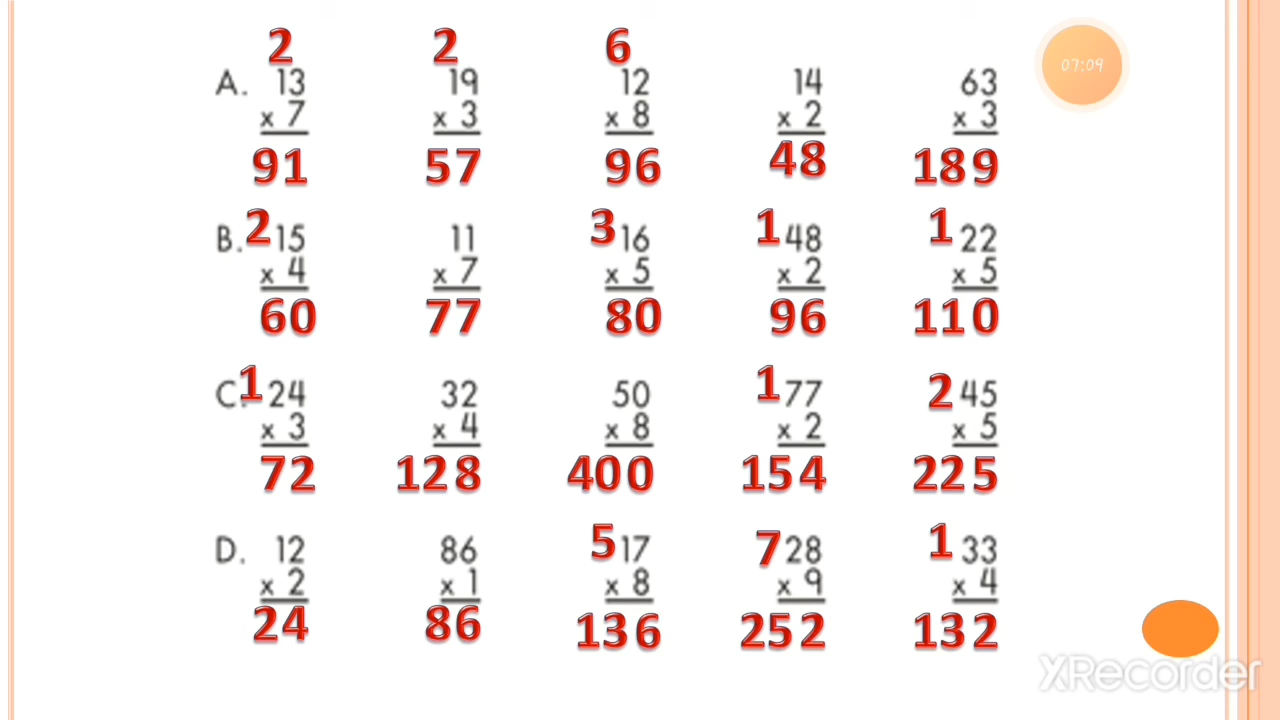 2 2 6
07:09
A. 13 19 12 14 63
x 7 x 3 x 8 x 2 x 3
91 57 96 48 189
2 3 1 1
B. 15 11 16 48 22
x 4 x 7 x 5 x 2 x 5
60 77 80 96 110
1 1 2
C. 24 32 50 77 45
x 3 x 4 x 8 x 2 x 5
72 128 400 154 225
5 7 1
D. 12 86 17 28 33
x 2 x 1 x 8 x 9 x 4
24 86 136 252 132
XRecorder